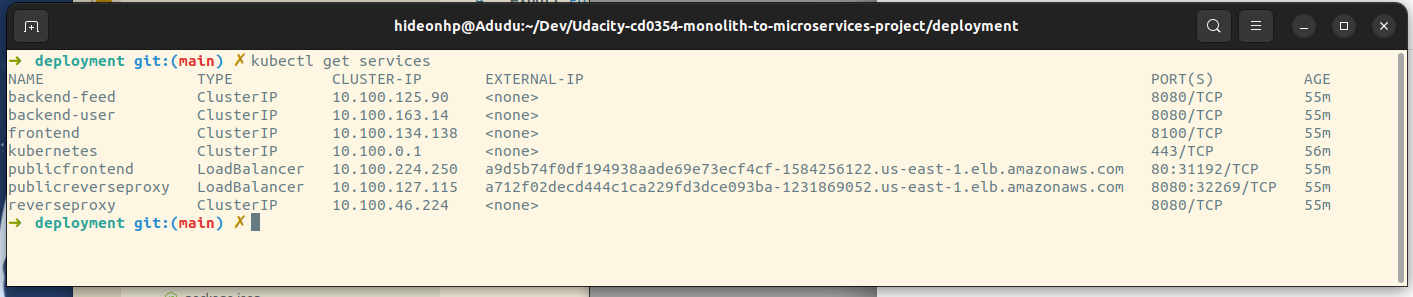 hideonhp@Adudu:~/Dev/Udacity-cd0354-monolith-to-microservices-project/deployment
➜ deployment git:(main) ✗ kubectl get services
NAME TYPE CLUSTER-IP EXTERNAL-IP PORT(S) AGE
backend-feed ClusterIP 10.100.125.90 <none> 8080/TCP 55m
backend-user ClusterIP 10.100.163.14 <none> 8080/TCP 55m
frontend ClusterIP 10.100.134.138 <none> 8100/TCP 55m
kubernetes ClusterIP 10.100.0.1 <none> 443/TCP 56m
publicfrontend LoadBalancer 10.100.224.250 a9d5b74f0df194938aade69e73ecf4cf-1584256122.us-east-1.elb.amazonaws.com 80:31192/TCP 55m
publicreverseproxy LoadBalancer 10.100.127.115 a712f02decd444c1ca229fd3dce093ba-1231869052.us-east-1.elb.amazonaws.com 8080:32269/TCP 55m
reverseproxy ClusterIP 10.100.46.224 <none> 8080/TCP 55m
➜ deployment git:(main) ✗